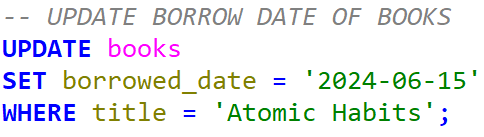 -- UPDATE BORROW DATE OF BOOKS
UPDATE books
SET borrowed_date = '2024-06-15'
WHERE title = 'Atomic Habits';